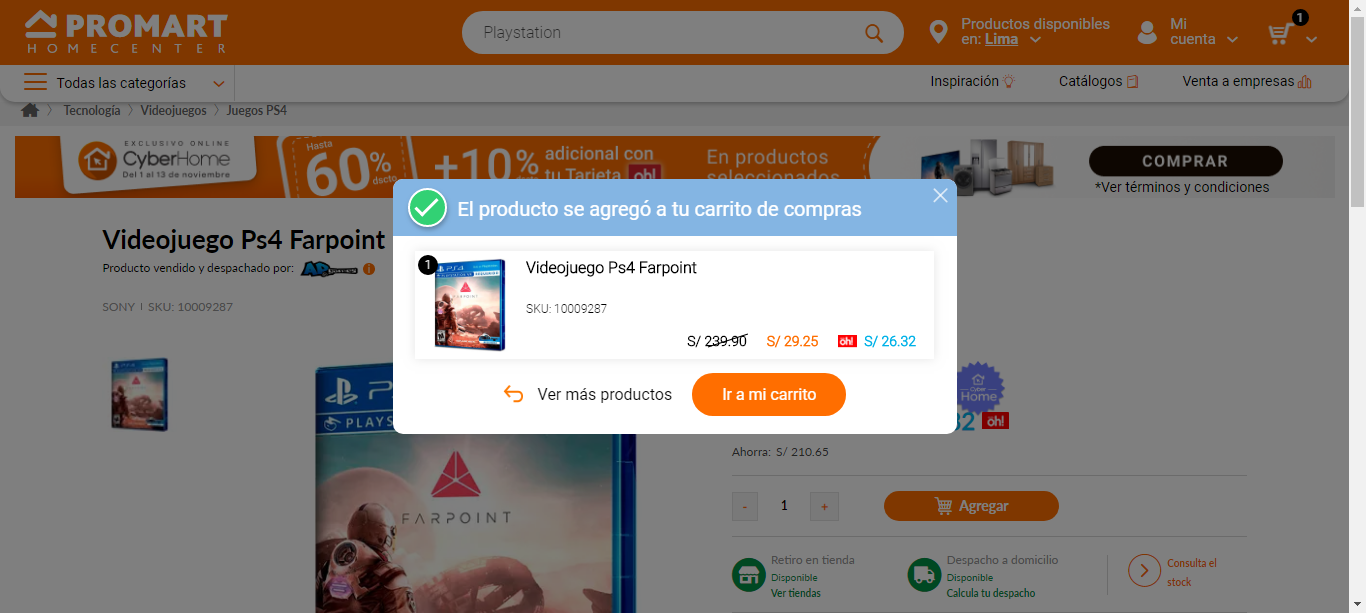 PROMART
HOMECENTER
Playstation
Productos disponibles
en: Lima
Mi
cuenta
1
Todas las categorías
Inspiración
Catálogos
Venta a empresas
Tecnología
Videojuegos
Juegos PS4
EXCLUSIVO ONLINE
CyberHome
Del 1 al 13 de noviembre
Hasta
60%
dscto
+10%
adicional con
tu Tarjeta oh!
En productos
seleccionados
COMPRAR
*Ver términos y condiciones
El producto se agregó a tu carrito de compras
1
Videojuego Ps4 Farpoint
SKU: 10009287
S/ 239.90 S/ 29.25 oh! S/ 26.32
Ver más productos
Ir a mi carrito
Videojuego Ps4 Farpoint
Producto vendido y despachado por:
SONY | SKU: 10009287
FARPOINT
Cyber
Home
oh!
Ahorra: S/ 210.65
- 1 +
Agregar
Retiro en tienda
Disponible
Ver tiendas
Despacho a domicilio
Disponible
Calcula tu despacho
Consulta el
stock